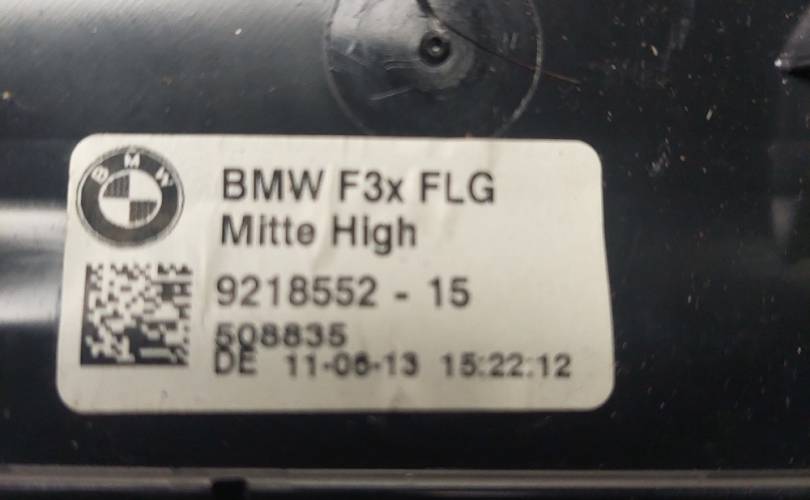 BMW
BMW F3x FLG
Mitte High
9218552 - 15
508835
DE 11-06-13 15:22:12